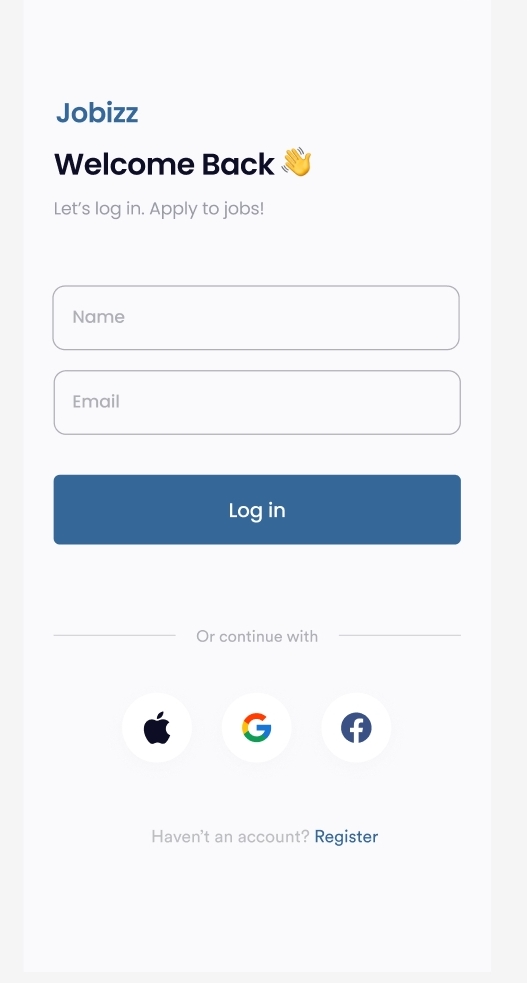 Jobizz
Welcome Back 👋
Let's log in. Apply to jobs!
Name
Email
Log in
Or continue with
Haven't an account? Register